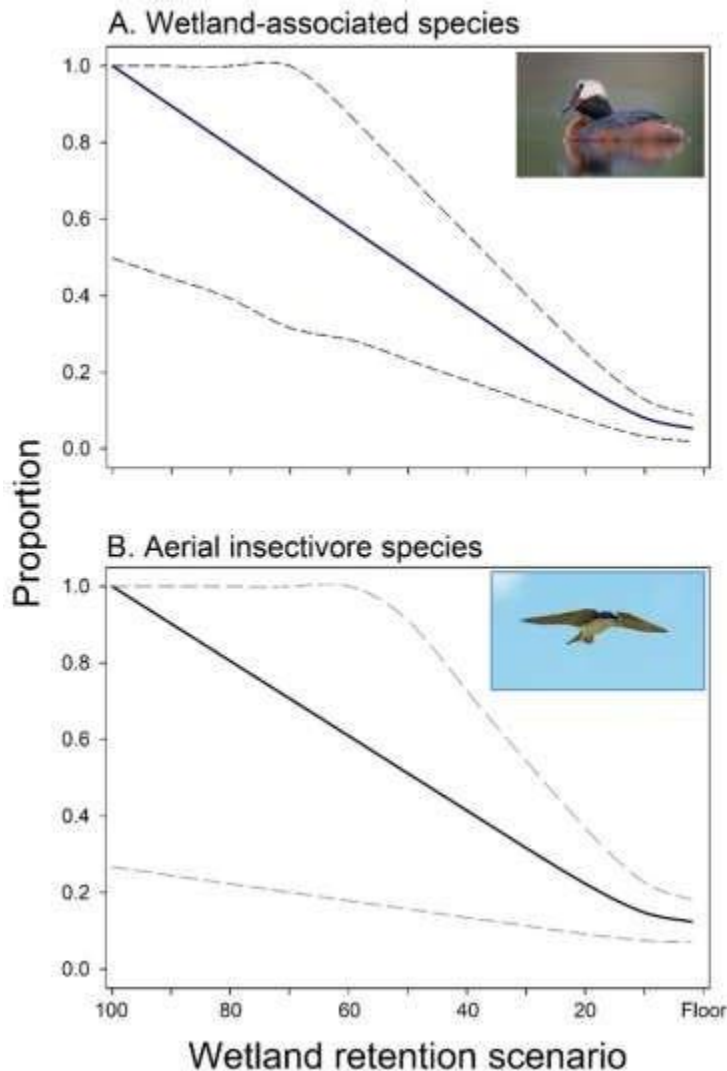 A. Wetland-associated species
1.0
0.8
0.6
0.4
0.2
0.0
Proportion
B. Aerial insectivore species
1.0
0.8
0.6
0.4
0.2
0.0
100 80 60 40 20 Floor
Wetland retention scenario